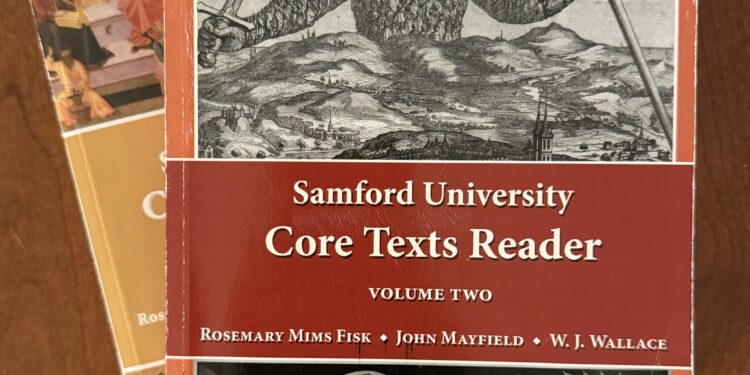 Samford University
Core Texts Reader
VOLUME TWO
ROSEMARY MIMS FISK ◆ JOHN MAYFIELD ◆ W. J. WALLACE